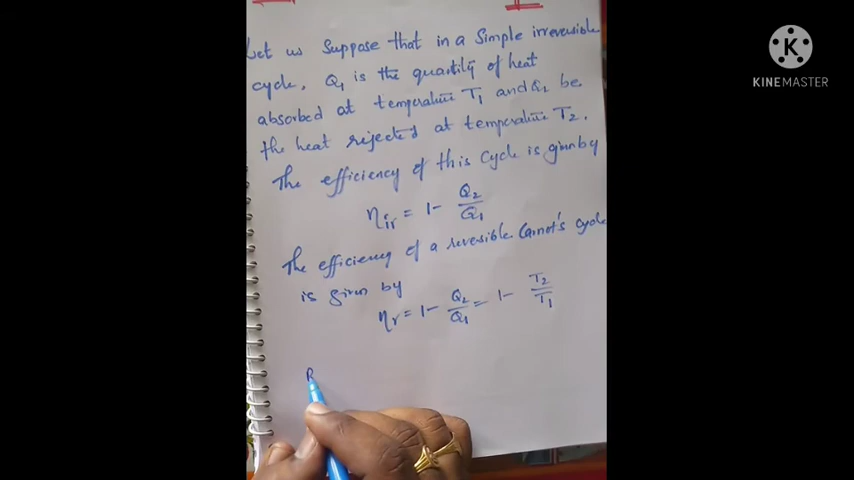 Let us Suppose that in a Simple irreversible
cycle, Q₁ is the quantity of heat
absorbed at temperature T₁ and Q₂ be
the heat rejected at temperature T₂.
The efficiency of this cycle is given by
ηir = 1 - Q₂/Q₁
The efficiency of a reversible Carnot's cycle
is given by
ηr = 1 - Q₂/Q₁ = 1 - T₂/T₁
K
KINEMASTER